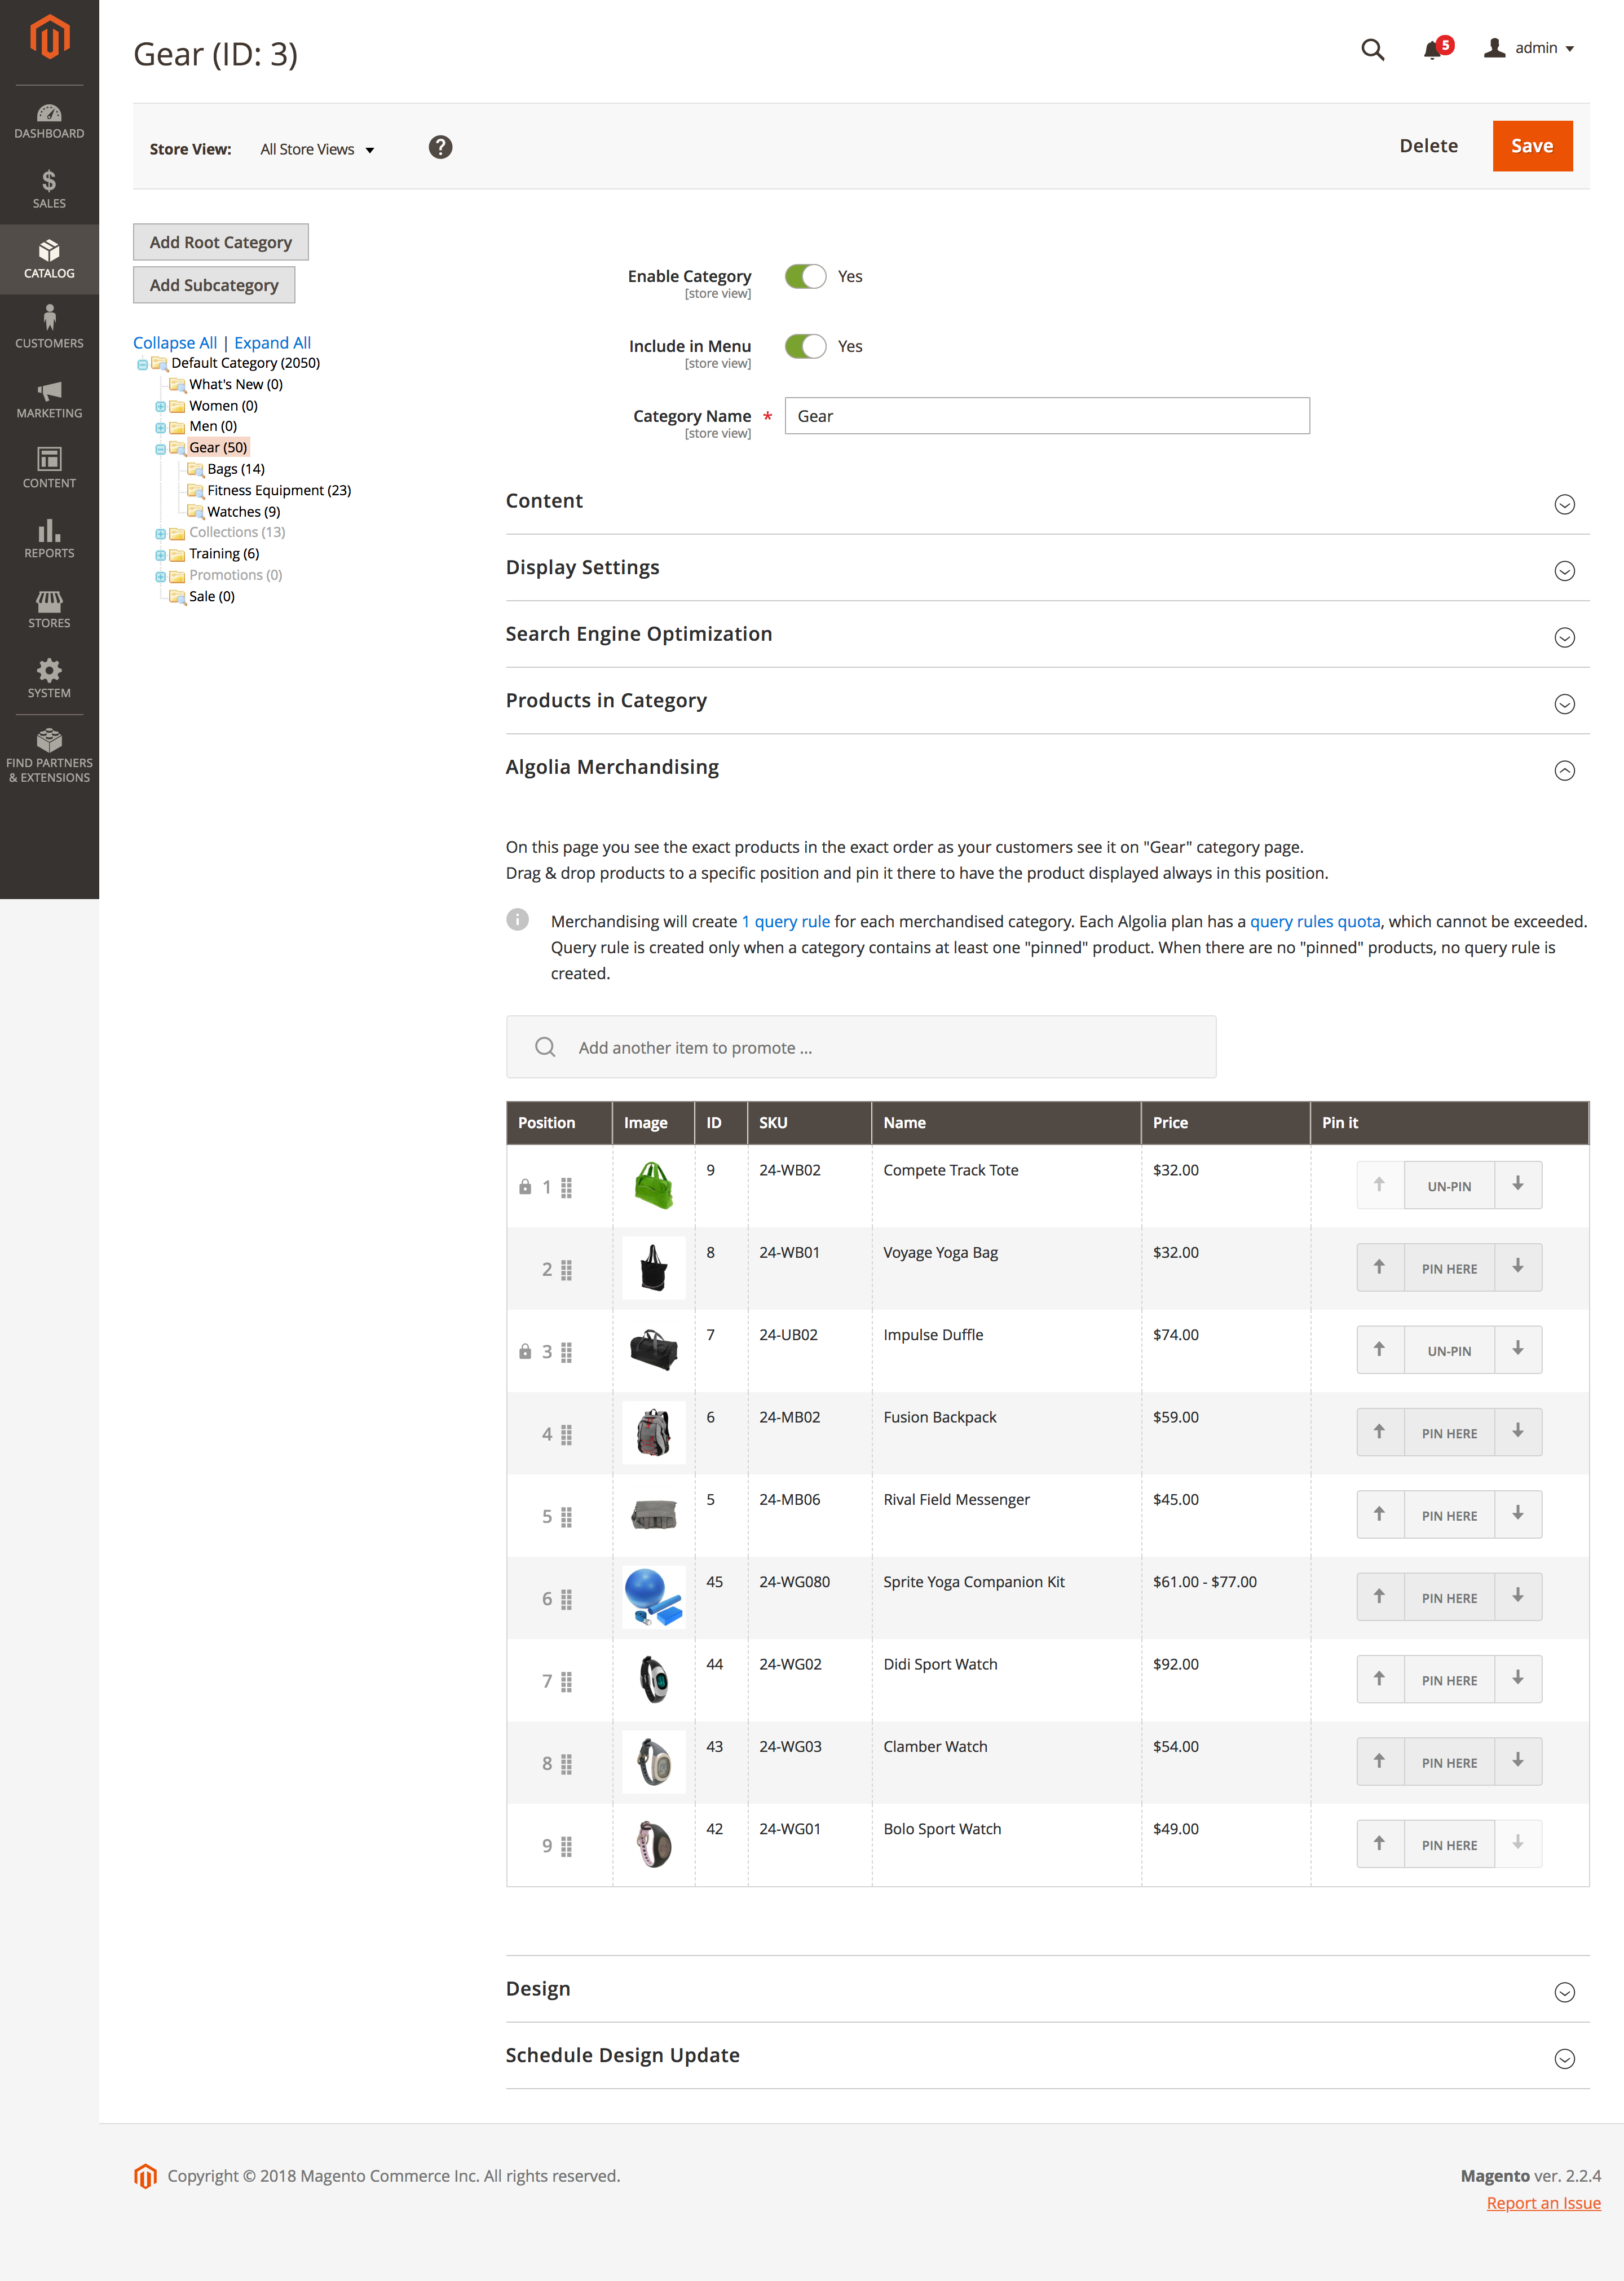 Gear (ID: 3)
5
admin
DASHBOARD
SALES
CATALOG
CUSTOMERS
MARKETING
CONTENT
REPORTS
STORES
SYSTEM
FIND PARTNERS
& EXTENSIONS
Store View: All Store Views ?
Delete Save
Add Root Category
Add Subcategory
Collapse All | Expand All
Default Category (2050)
What's New (0)
Women (0)
Men (0)
Gear (50)
Bags (14)
Fitness Equipment (23)
Watches (9)
Collections (13)
Training (6)
Promotions (0)
Sale (0)
Enable Category Yes
[store view]
Include in Menu Yes
[store view]
Category Name * Gear
[store view]
Content
Display Settings
Search Engine Optimization
Products in Category
Algolia Merchandising
On this page you see the exact products in the exact order as your customers see it on "Gear" category page.
Drag & drop products to a specific position and pin it there to have the product displayed always in this position.
Merchandising will create 1 query rule for each merchandised category. Each Algolia plan has a query rules quota, which cannot be exceeded.
Query rule is created only when a category contains at least one "pinned" product. When there are no "pinned" products, no query rule is
created.
Add another item to promote ...
Position Image ID SKU Name Price Pin it
1 9 24-WB02 Compete Track Tote $32.00 UN-PIN
2 8 24-WB01 Voyage Yoga Bag $32.00 PIN HERE
3 7 24-UB02 Impulse Duffle $74.00 UN-PIN
4 6 24-MB02 Fusion Backpack $59.00 PIN HERE
5 5 24-MB06 Rival Field Messenger $45.00 PIN HERE
6 45 24-WG080 Sprite Yoga Companion Kit $61.00 - $77.00 PIN HERE
7 44 24-WG02 Didi Sport Watch $92.00 PIN HERE
8 43 24-WG03 Clamber Watch $54.00 PIN HERE
9 42 24-WG01 Bolo Sport Watch $49.00 PIN HERE
Design
Schedule Design Update
Copyright © 2018 Magento Commerce Inc. All rights reserved.
Magento ver. 2.2.4
Report an Issue